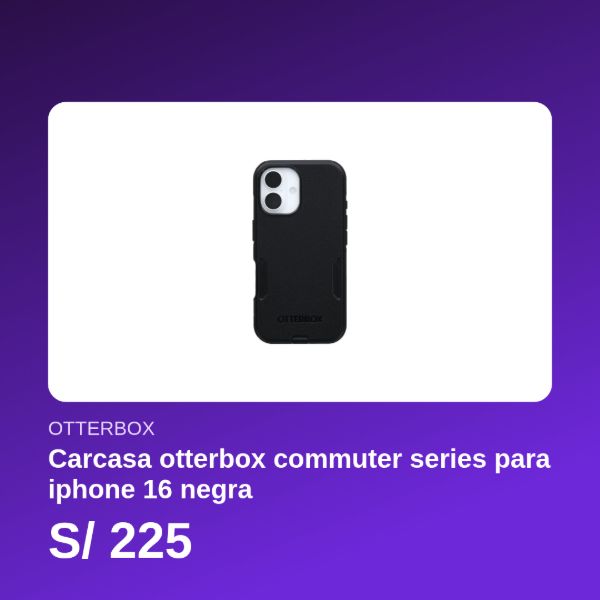 OTTERBOX
OTTERBOX
Carcasa otterbox commuter series para
iphone 16 negra
S/ 225